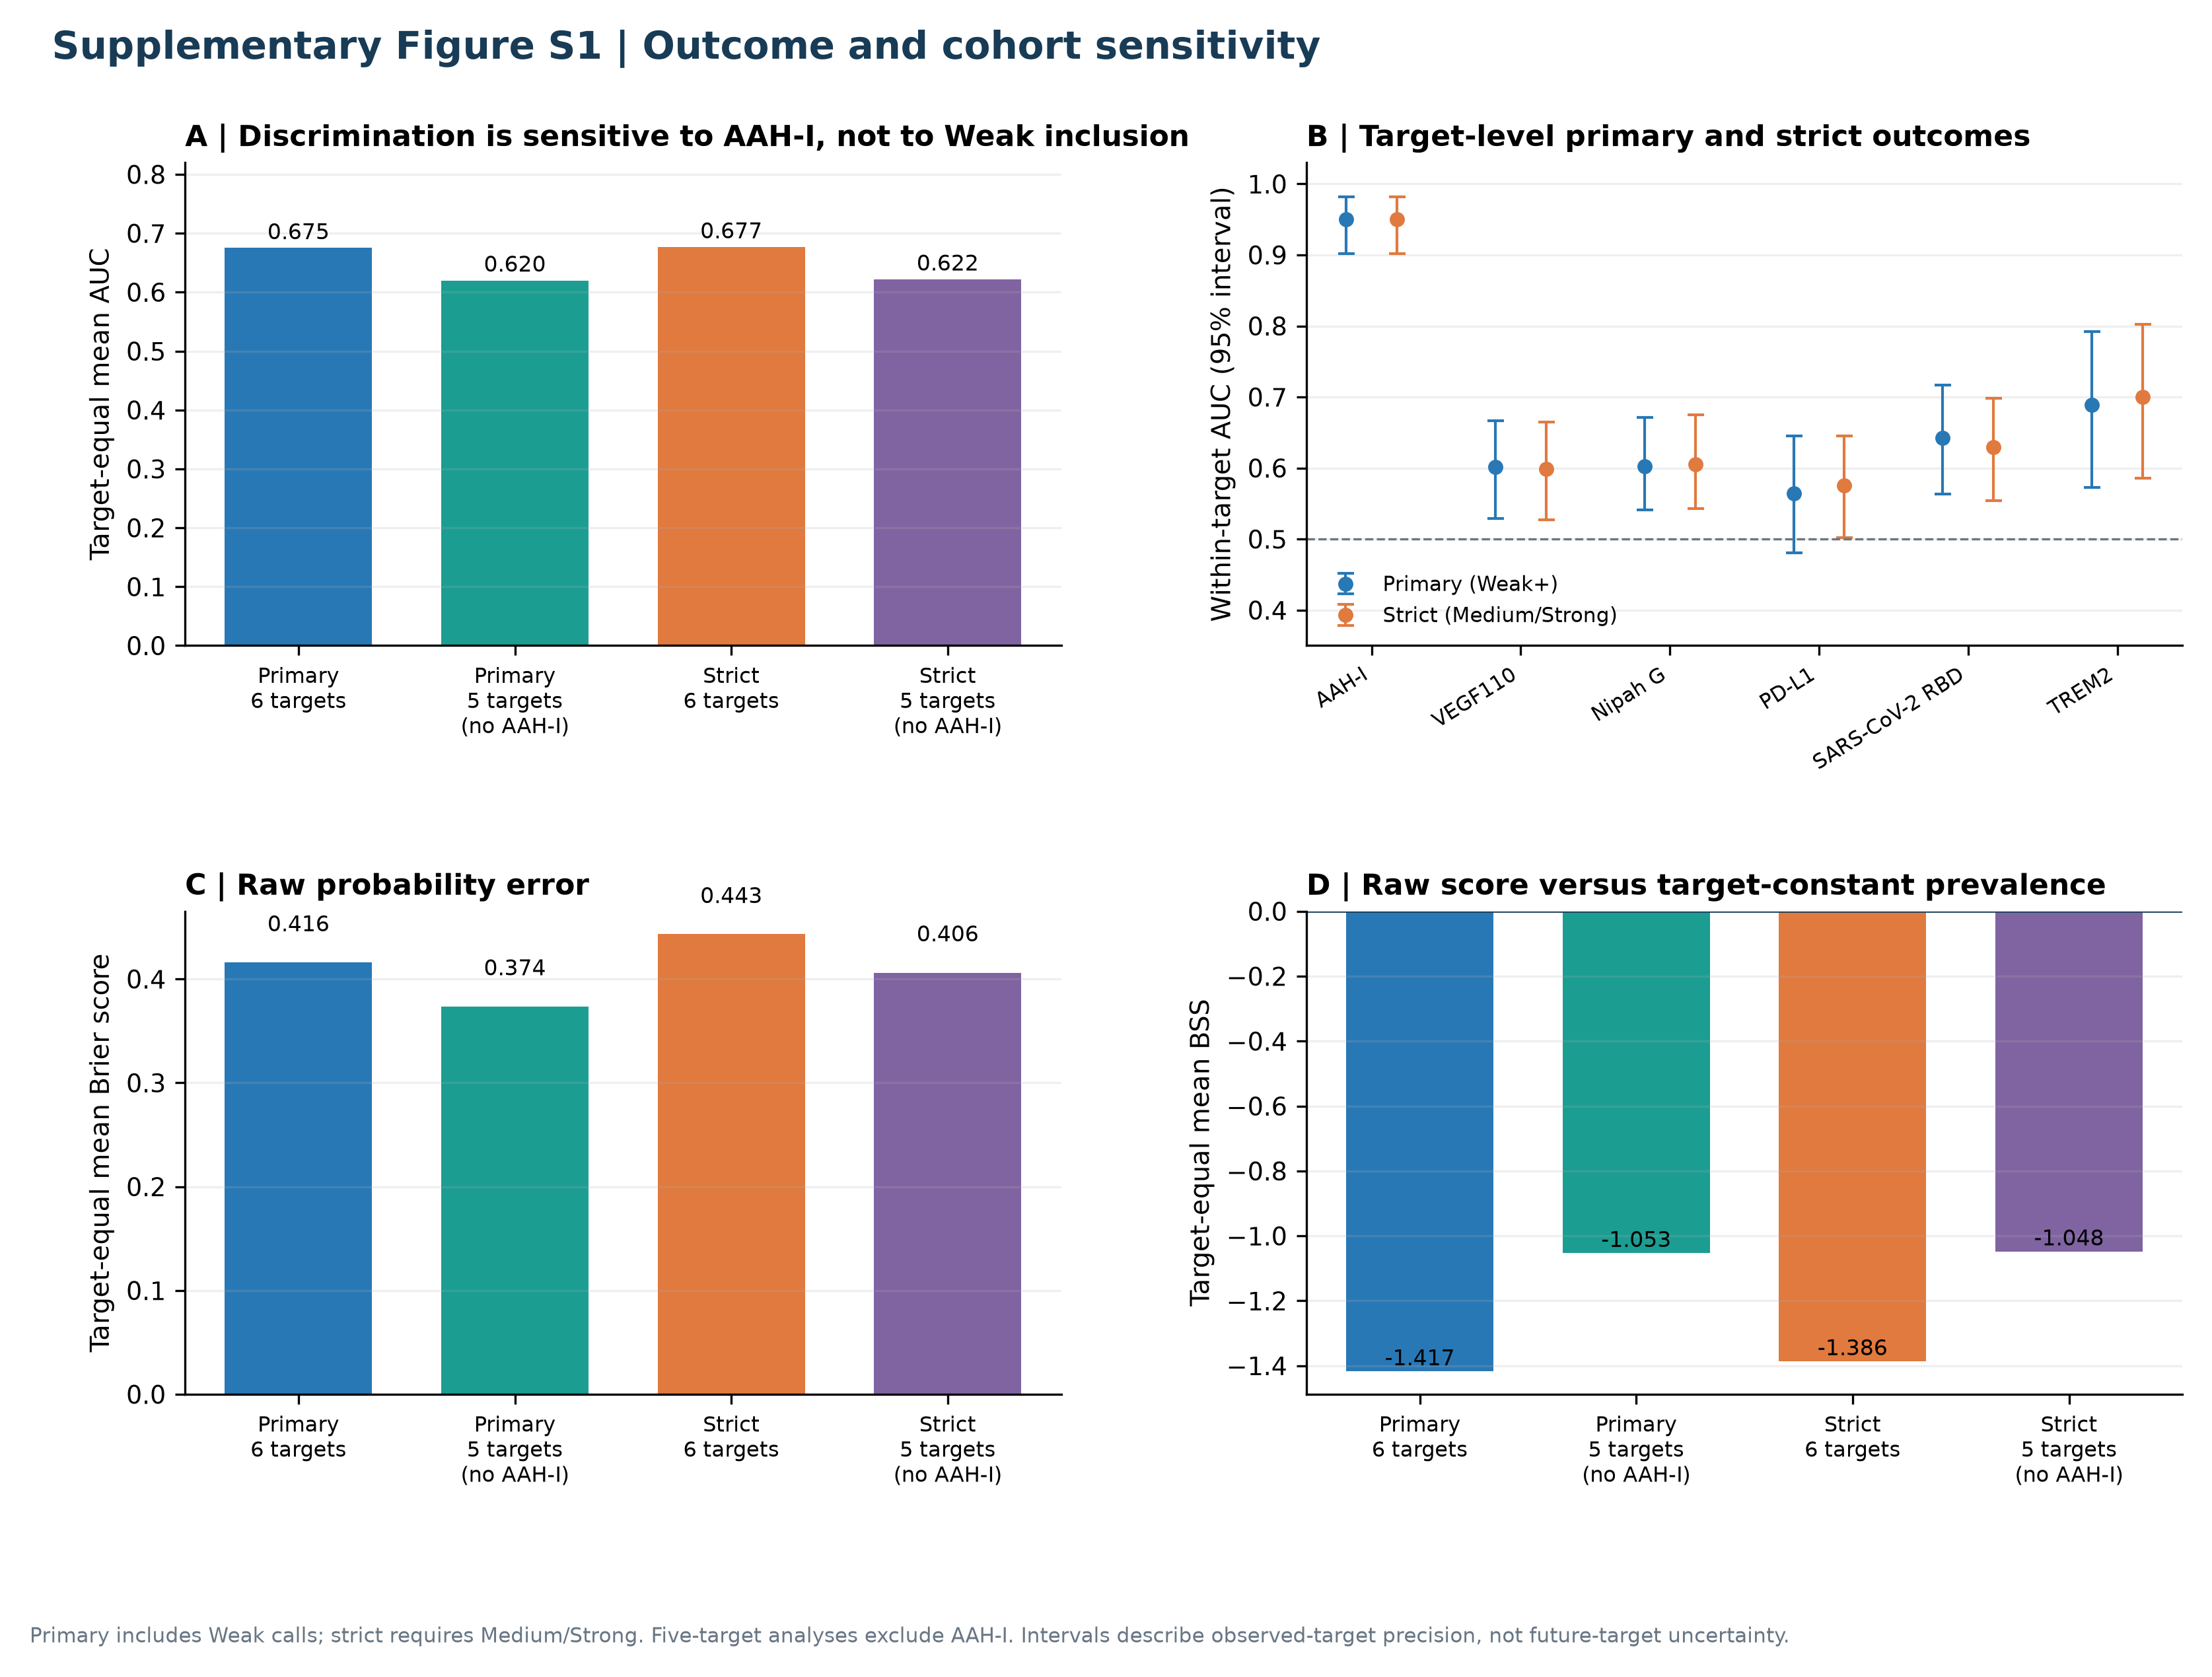 Supplementary Figure S1 | Outcome and cohort sensitivity
A | Discrimination is sensitive to AAH-I, not to Weak inclusion
Target-equal mean AUC
0.8
0.7
0.6
0.5
0.4
0.3
0.2
0.1
0.0
0.675
0.620
0.677
0.622
Primary
6 targets
Primary
5 targets
(no AAH-I)
Strict
6 targets
Strict
5 targets
(no AAH-I)
B | Target-level primary and strict outcomes
Within-target AUC (95% interval)
1.0
0.9
0.8
0.7
0.6
0.5
0.4
Primary (Weak+)
Strict (Medium/Strong)
AAH-I
VEGF110
Nipah G
PD-L1
SARS-CoV-2 RBD
TREM2
C | Raw probability error
Target-equal mean Brier score
0.4
0.3
0.2
0.1
0.0
0.416
0.374
0.443
0.406
Primary
6 targets
Primary
5 targets
(no AAH-I)
Strict
6 targets
Strict
5 targets
(no AAH-I)
D | Raw score versus target-constant prevalence
Target-equal mean BSS
0.0
−0.2
−0.4
−0.6
−0.8
−1.0
−1.2
−1.4
-1.417
-1.053
-1.386
-1.048
Primary
6 targets
Primary
5 targets
(no AAH-I)
Strict
6 targets
Strict
5 targets
(no AAH-I)
Primary includes Weak calls; strict requires Medium/Strong. Five-target analyses exclude AAH-I. Intervals describe observed-target precision, not future-target uncertainty.